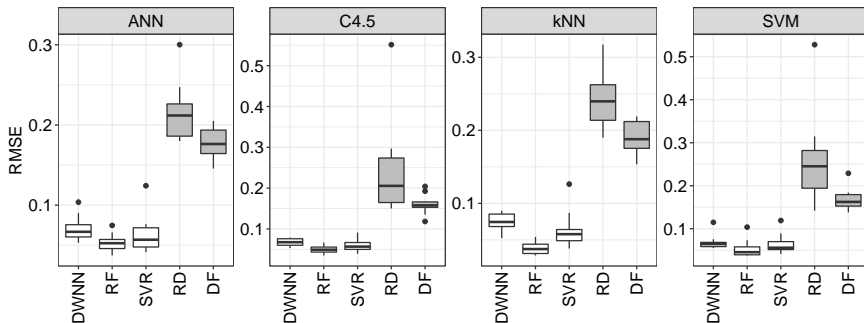 ANN
C4.5
kNN
SVM
RMSE
0.3
0.2
0.1
DWNN
RF
SVR
RD
DF
0.5
0.4
0.3
0.2
0.1
DWNN
RF
SVR
RD
DF
0.3
0.2
0.1
DWNN
RF
SVR
RD
DF
0.5
0.4
0.3
0.2
0.1
DWNN
RF
SVR
RD
DF